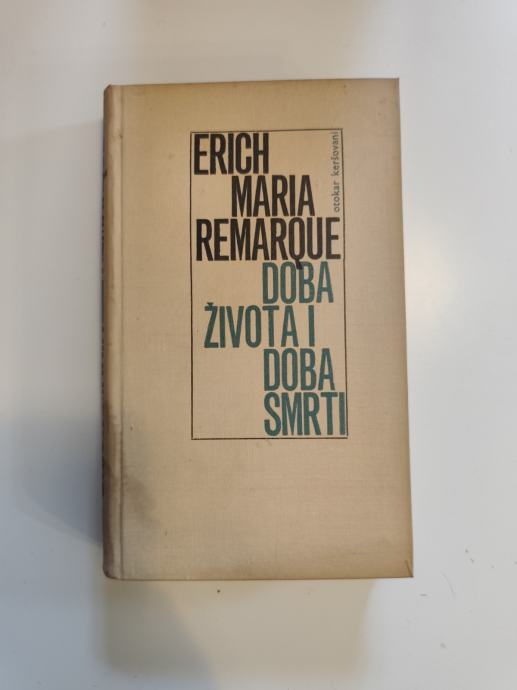 ERICH
MARIA
REMARQUE
otokar keršovani
DOBA
ŽIVOTA I
DOBA
SMRTI